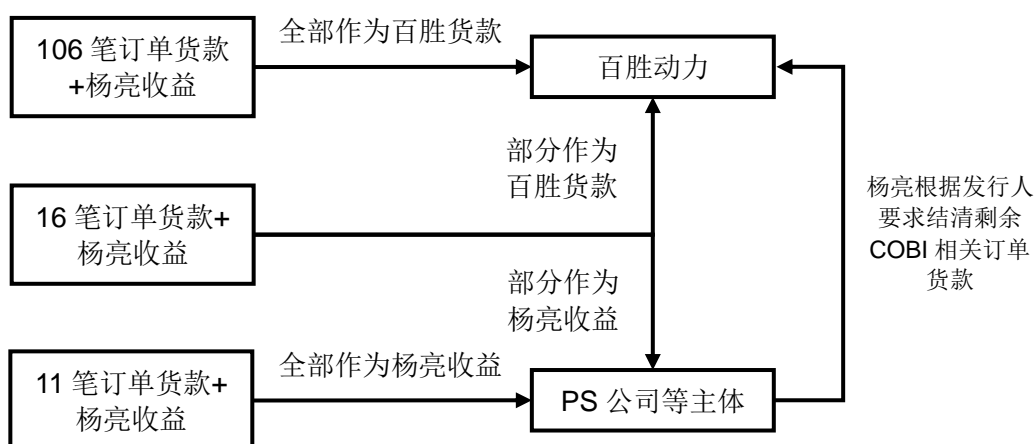 106 笔订单货款
+杨亮收益
全部作为百胜货款
百胜动力
部分作为
百胜货款
16 笔订单货款+
杨亮收益
杨亮根据发行人
要求结清剩余
COBI 相关订单
货款
部分作为
杨亮收益
11 笔订单货款+
杨亮收益
全部作为杨亮收益
PS 公司等主体